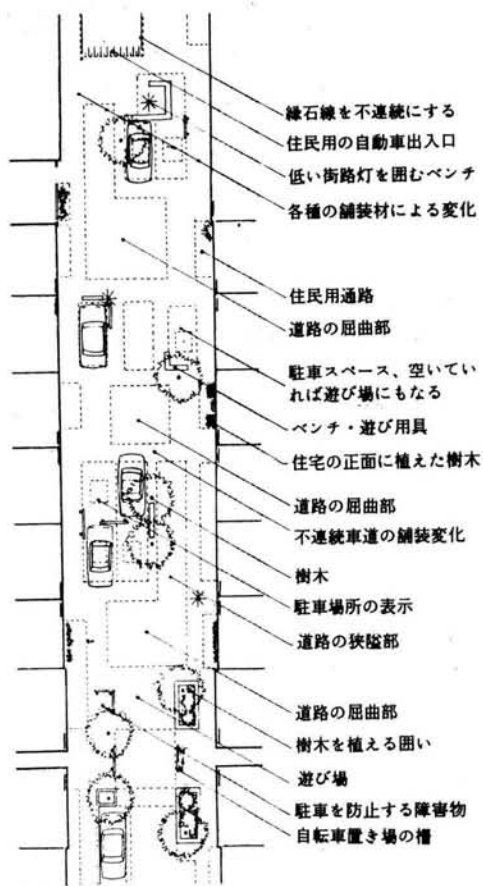 縁石線を不連続にする
住民用の自動車出入口
低い街路灯を囲むベンチ
各種の舗装材による変化
住民用通路
道路の屈曲部
駐車スペース、空いてい
れば遊び場にもなる
ベンチ・遊び用具
住宅の正面に植えた樹木
道路の屈曲部
不連続車道の舗装変化
樹木
駐車場所の表示
道路の狭隘部
道路の屈曲部
樹木を植える囲い
遊び場
駐車を防止する障害物
自転車置き場の柵